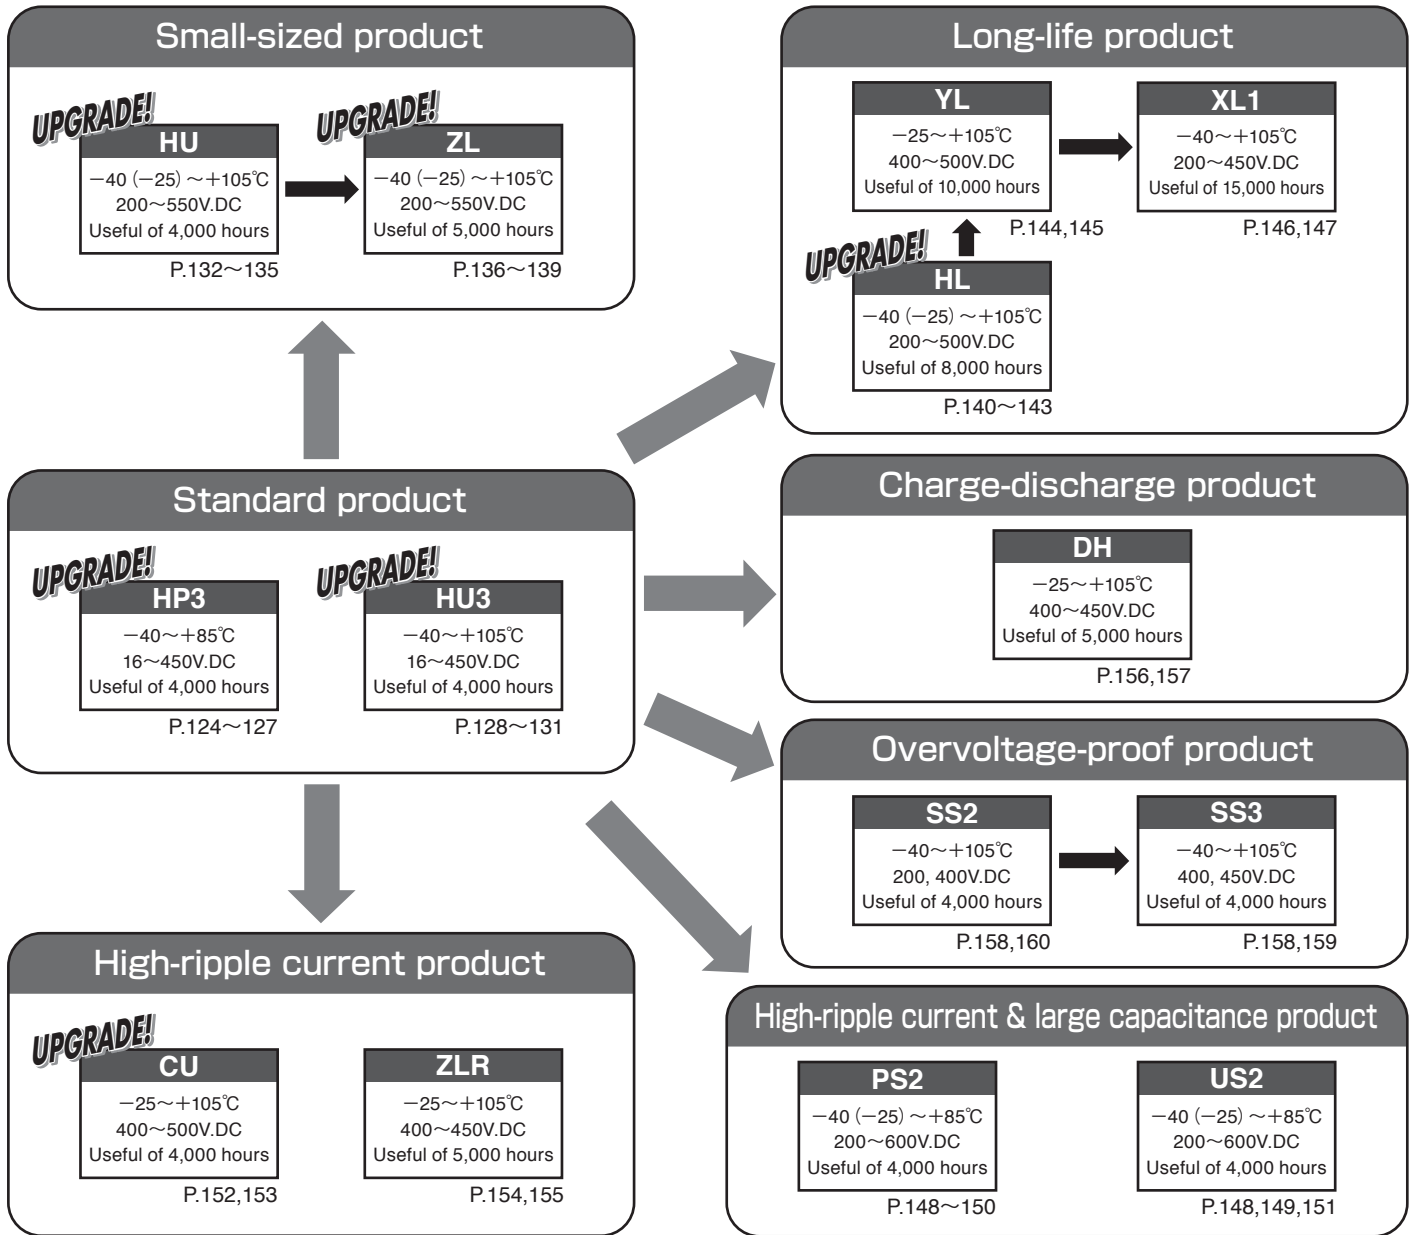 Small-sized product
UPGRADE!
HU
−40 (−25) ~+105℃
200~550V.DC
Useful of 4,000 hours
P.132~135
UPGRADE!
ZL
−40 (−25) ~+105℃
200~550V.DC
Useful of 5,000 hours
P.136~139
Long-life product
YL
−25~+105℃
400~500V.DC
Useful of 10,000 hours
P.144,145
XL1
−40~+105℃
200~450V.DC
Useful of 15,000 hours
P.146,147
UPGRADE!
HL
−40 (−25) ~+105℃
200~500V.DC
Useful of 8,000 hours
P.140~143
Standard product
UPGRADE!
HP3
−40~+85℃
16~450V.DC
Useful of 4,000 hours
P.124~127
UPGRADE!
HU3
−40~+105℃
16~450V.DC
Useful of 4,000 hours
P.128~131
Charge-discharge product
DH
−25~+105℃
400~450V.DC
Useful of 5,000 hours
P.156,157
Overvoltage-proof product
SS2
−40~+105℃
200, 400V.DC
Useful of 4,000 hours
P.158,160
SS3
−40~+105℃
400, 450V.DC
Useful of 4,000 hours
P.158,159
High-ripple current product
UPGRADE!
CU
−25~+105℃
400~500V.DC
Useful of 4,000 hours
P.152,153
ZLR
−25~+105℃
400~450V.DC
Useful of 5,000 hours
P.154,155
High-ripple current & large capacitance product
PS2
−40 (−25) ~+85℃
200~600V.DC
Useful of 4,000 hours
P.148~150
US2
−40 (−25) ~+85℃
200~600V.DC
Useful of 4,000 hours
P.148,149,151